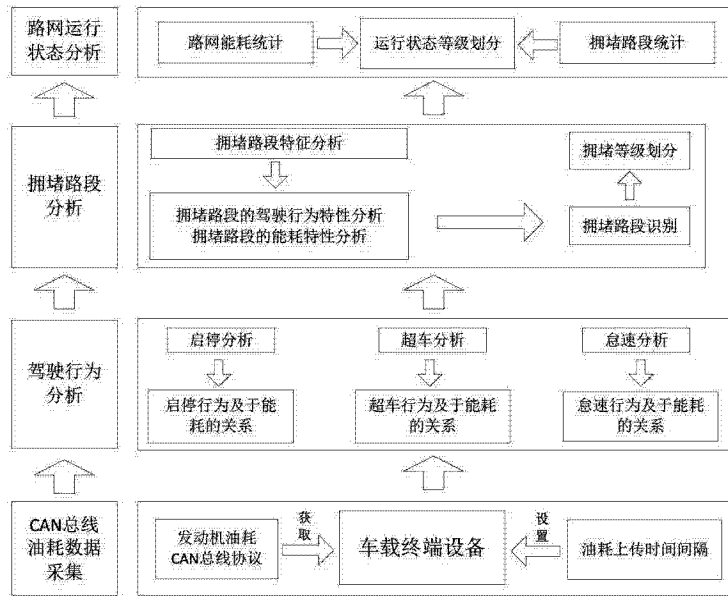 路网运行
状态分析
路网能耗统计
运行状态等级划分
拥堵路段统计
拥堵路段
分析
拥堵路段特征分析
拥堵路段的驾驶行为特性分析
拥堵路段的能耗特性分析
拥堵等级划分
拥堵路段识别
驾驶行为
分析
启停分析
超车分析
怠速分析
启停行为及于能
耗的关系
超车行为及于能耗
的关系
怠速行为及于能耗
的关系
CAN总线
油耗数据
采集
发动机油耗
CAN总线协议
获取
车载终端设备
设置
油耗上传时间间隔